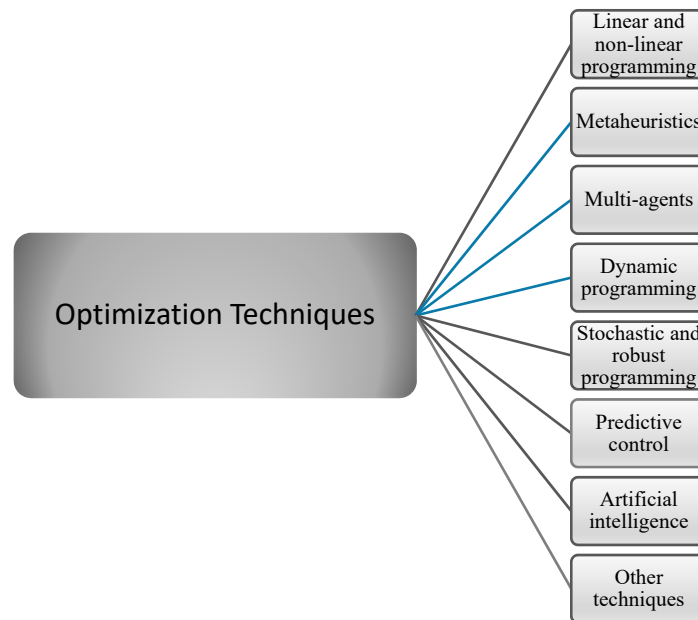 Linear and
non-linear
programming
Metaheuristics
Multi-agents
Dynamic
programming
Optimization Techniques
Stochastic and
robust
programming
Predictive
control
Artificial
intelligence
Other
techniques